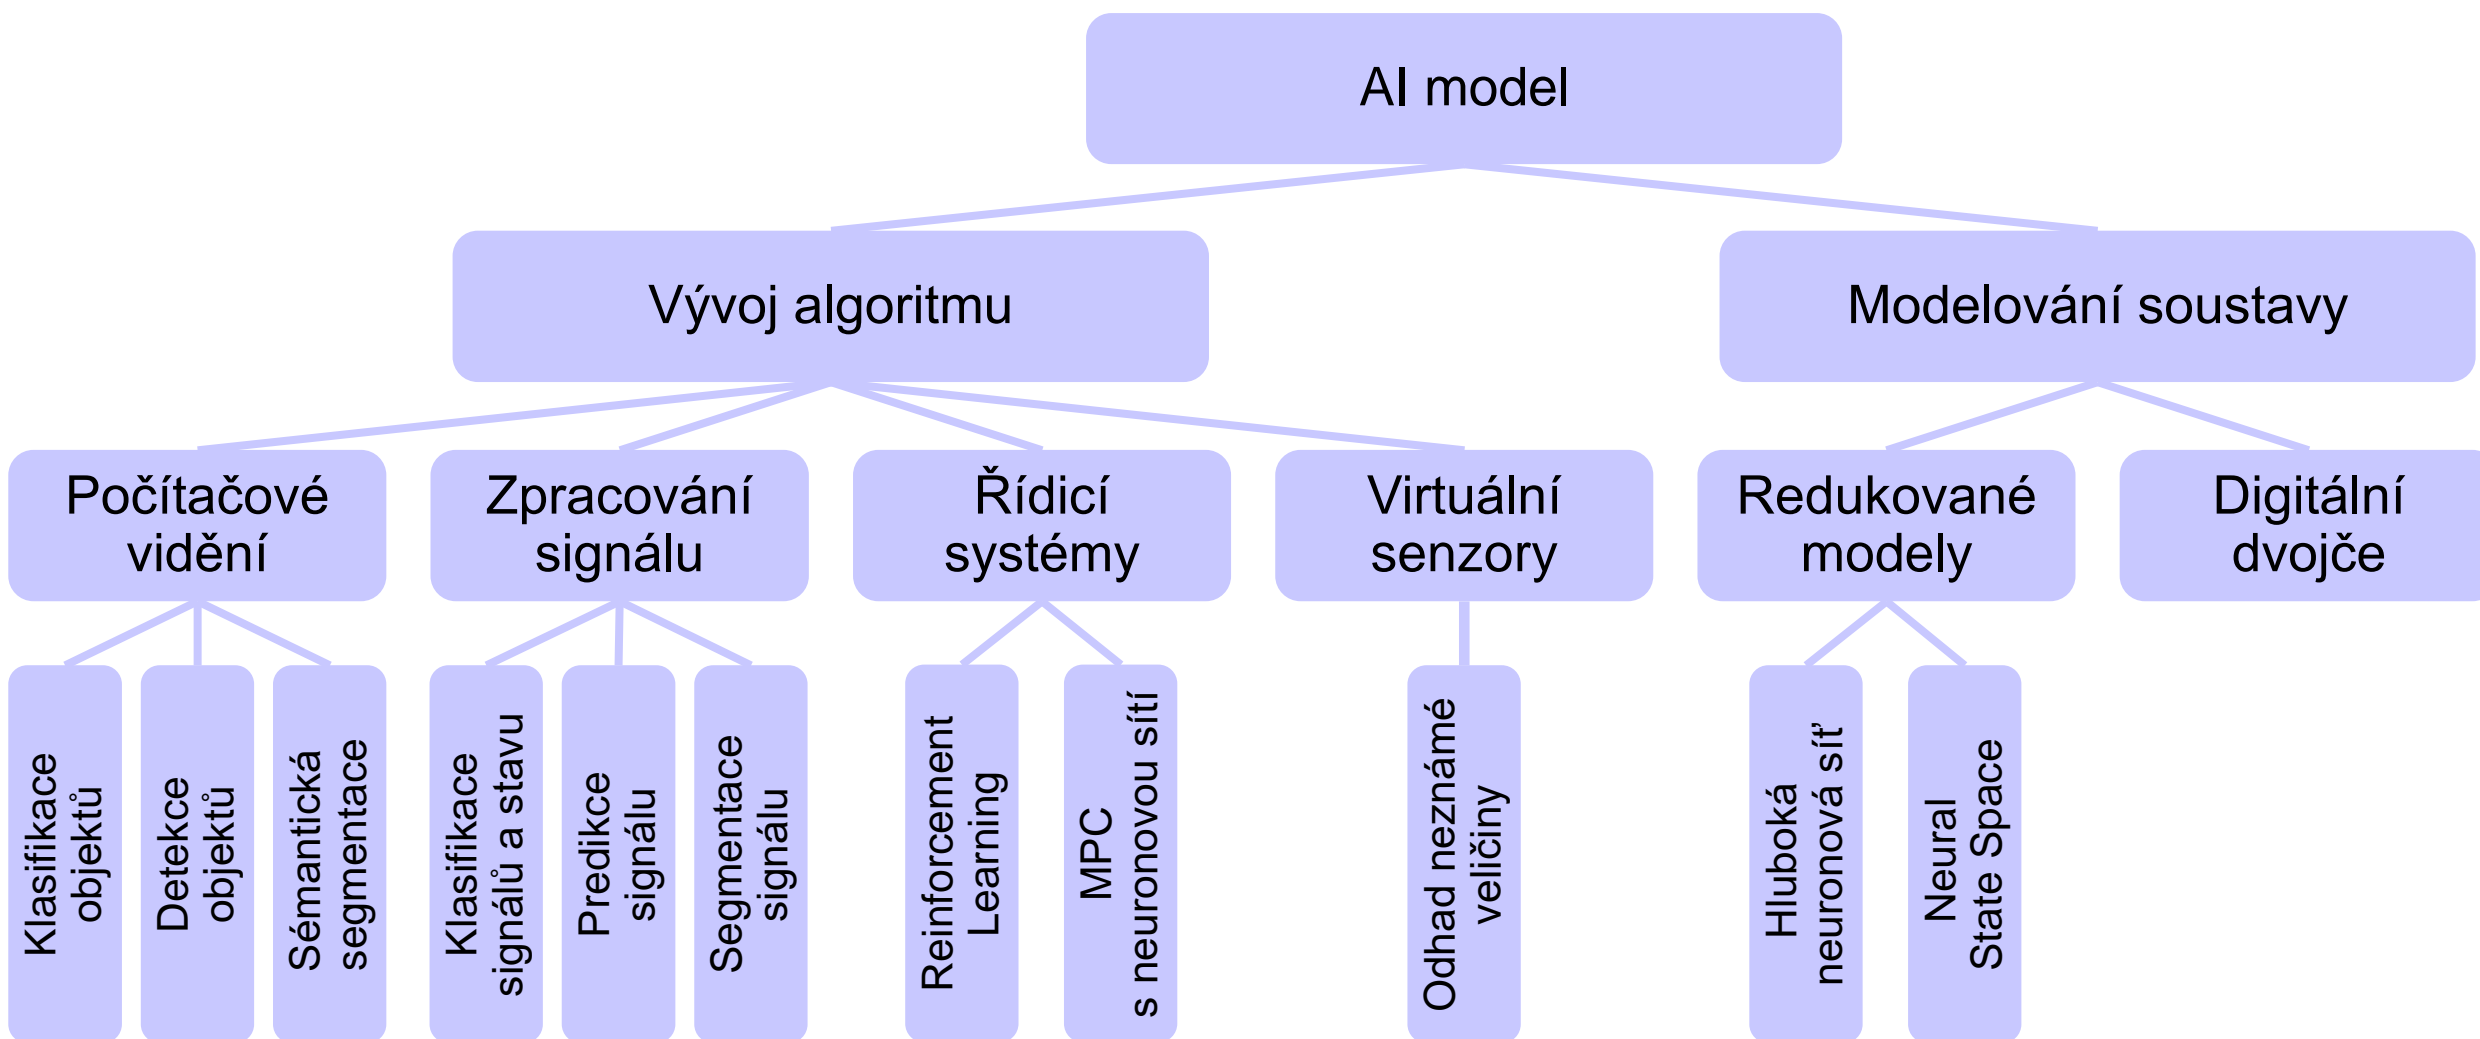 AI model
Vývoj algoritmu
Modelování soustavy
Počítačové
vidění
Zpracování
signálu
Řídicí
systémy
Virtuální
senzory
Redukované
modely
Digitální
dvojče
Klasifikace
objektů
Detekce
objektů
Sémantická
segmentace
Klasifikace
signálů a stavu
Predikce
signálu
Segmentace
signálu
Reinforcement
Learning
MPC
s neuronovou sítí
Odhad neznámé
veličiny
Hluboká
neuronová síť
Neural
State Space